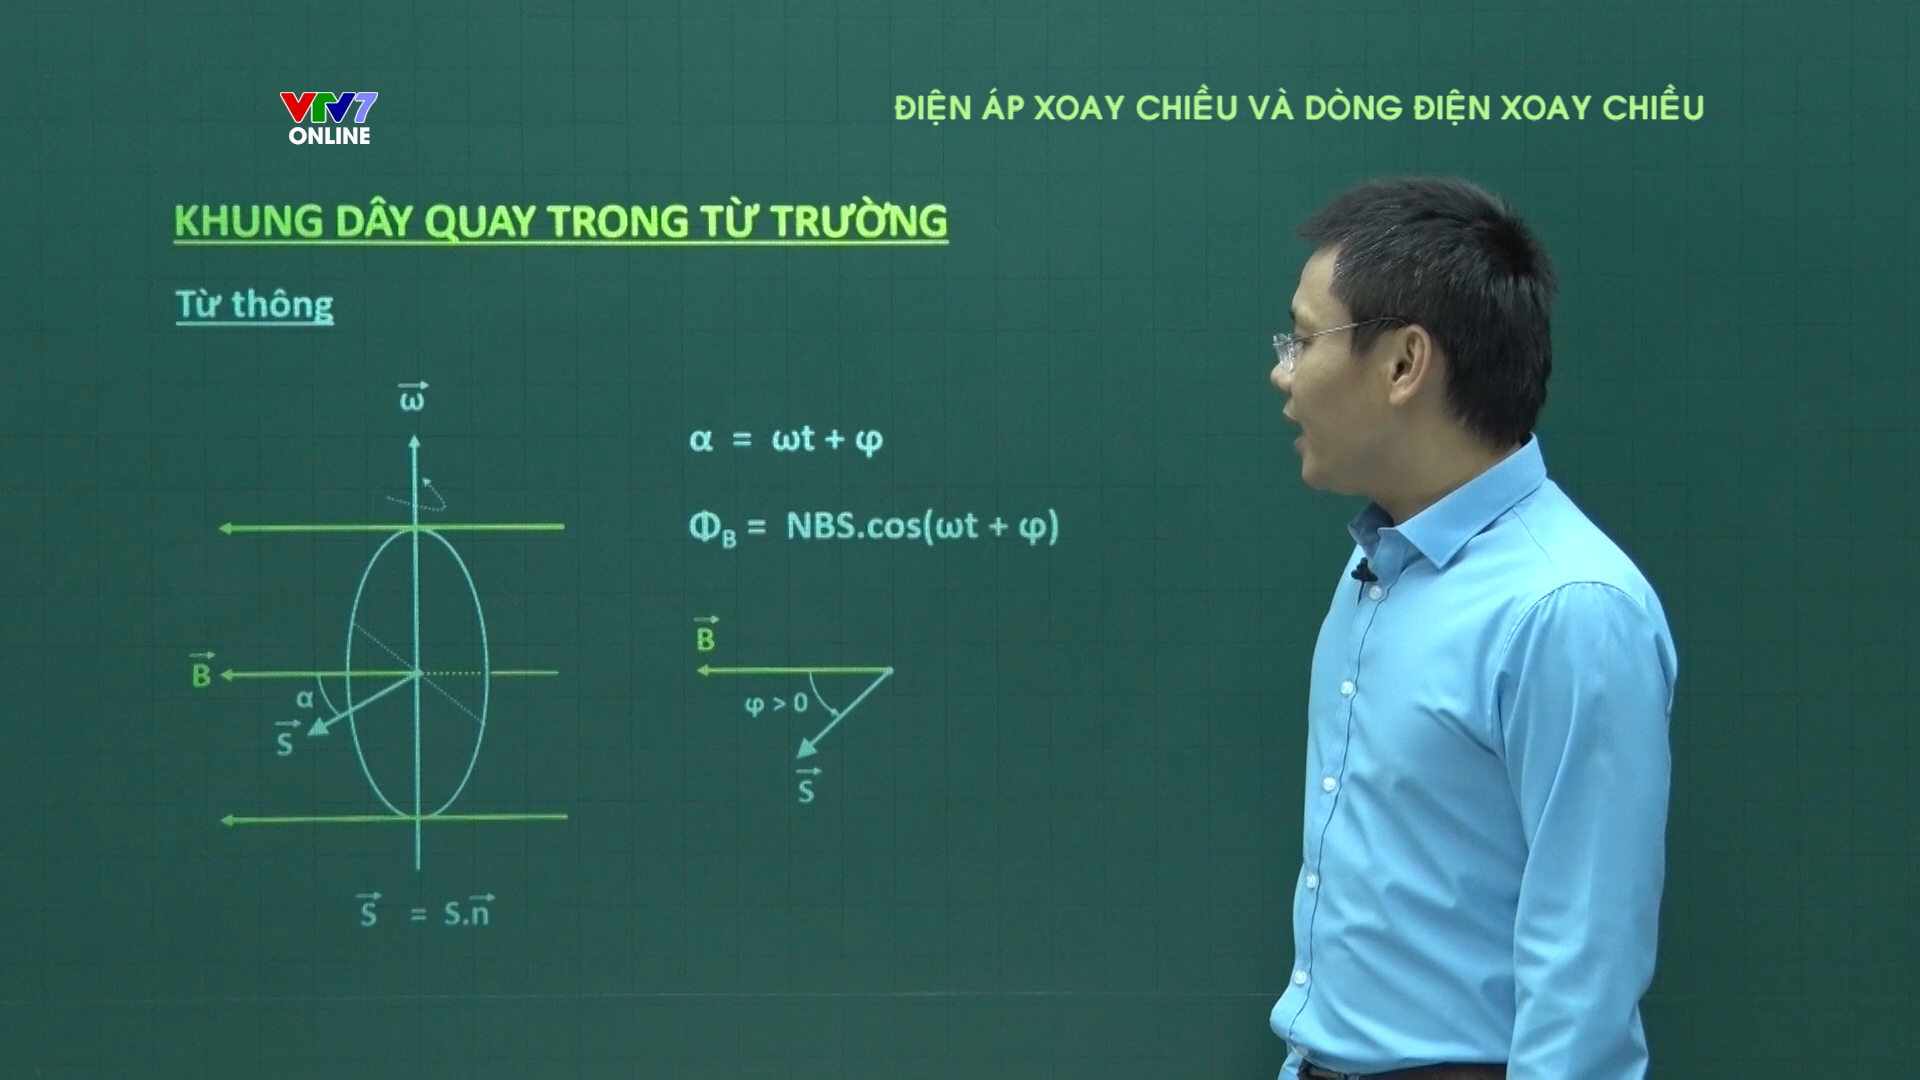 VTV7
ONLINE
ĐIỆN ÁP XOAY CHIỀU VÀ DÒNG ĐIỆN XOAY CHIỀU
KHUNG DÂY QUAY TRONG TỪ TRƯỜNG
Từ thông
ω⃗
α = ωt + φ
Φ_B = NBS.cos(ωt + φ)
B⃗
α
S⃗
B⃗
φ > 0
S⃗
S⃗ = S.n⃗